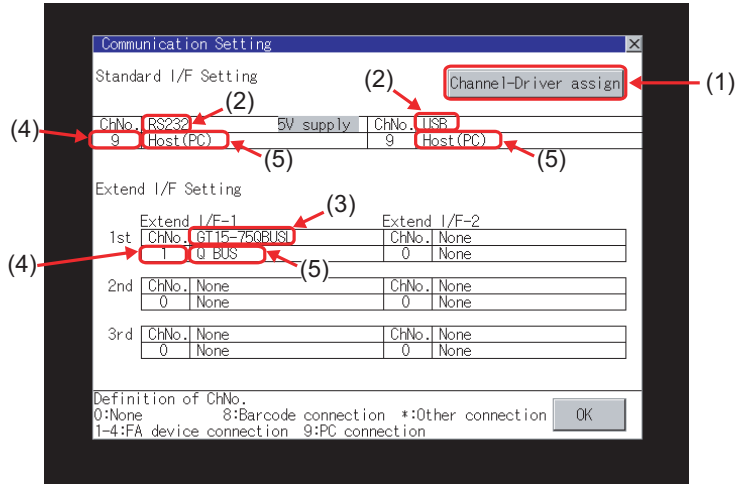 Communication Setting
Standard I/F Setting
Channel-Driver assign
(1)
(2)
(2)
ChNo. RS232 5V supply ChNo. USB
(4)
9 Host(PC) 9 Host(PC)
(5)
(5)
Extend I/F Setting
(3)
Extend I/F-1 Extend I/F-2
1st ChNo. GT15-75QBUSL ChNo. None
(4)
1 Q BUS 0 None
(5)
2nd ChNo. None ChNo. None
0 None 0 None
3rd ChNo. None ChNo. None
0 None 0 None
Definition of ChNo.
0:None 8:Barcode connection *:Other connection
1-4:FA device connection 9:PC connection
OK